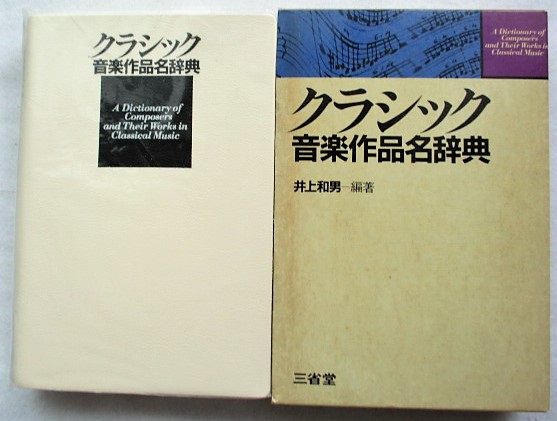 クラシック
音楽作品名辞典
A Dictionary of
Composers
and Their Works in
Classical Music
A Dictionary of
Composers
and Their Works in
Classical Music
クラシック
音楽作品名辞典
井上和男—編著
三省堂